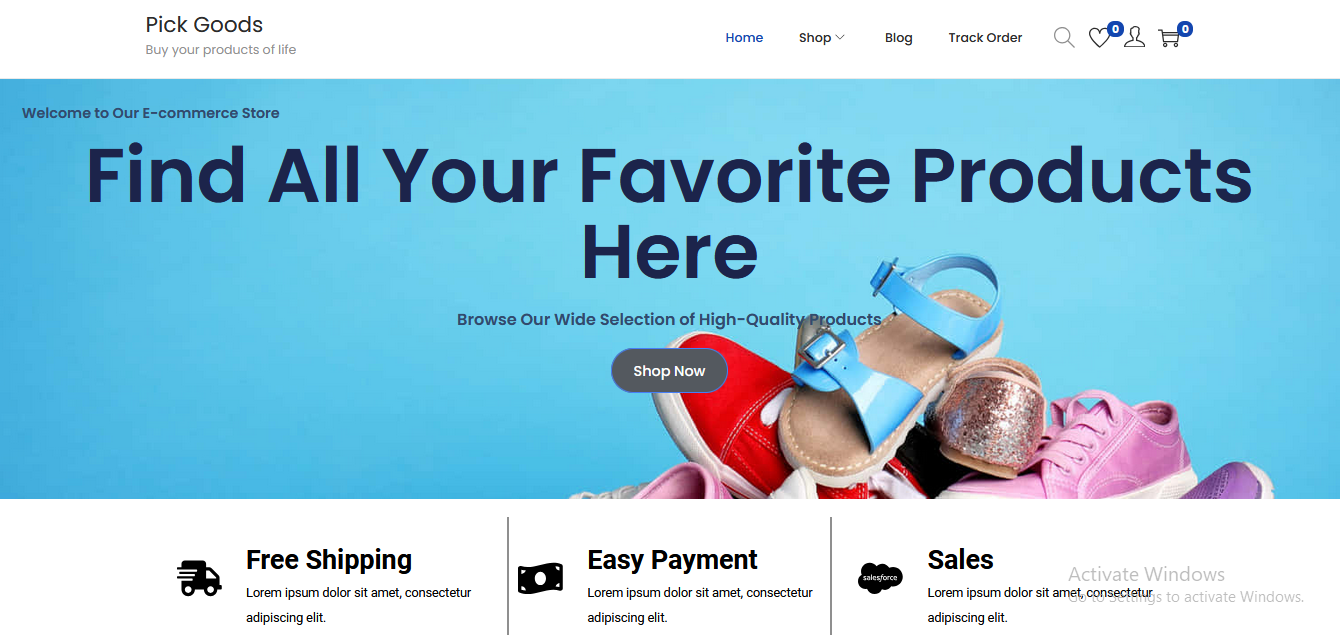 Pick Goods
Buy your products of life
Home Shop Blog Track Order 0 0
Welcome to Our E-commerce Store
Find All Your Favorite Products
Here
Browse Our Wide Selection of High-Quality Products
Shop Now
Free Shipping
Lorem ipsum dolor sit amet, consectetur
adipiscing elit.
Easy Payment
Lorem ipsum dolor sit amet, consectetur
adipiscing elit.
salesforce
Sales
Lorem ipsum dolor sit amet, consectetur
adipiscing elit.
Activate Windows
Go to Settings to activate Windows.